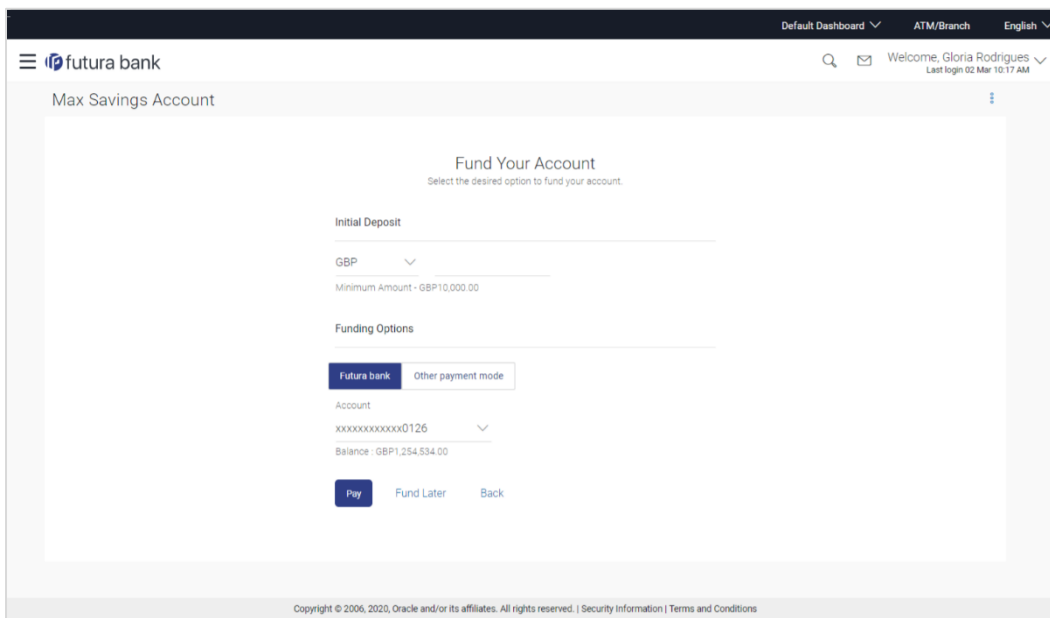 Default Dashboard ATM/Branch English
futura bank Welcome, Gloria Rodrigues
Last login 02 Mar 10:17 AM
Max Savings Account
Fund Your Account
Select the desired option to fund your account.
Initial Deposit
GBP
Minimum Amount - GBP10,000.00
Funding Options
Futura bank Other payment mode
Account
xxxxxxxxxxxx0126
Balance : GBP1,254,534.00
Pay Fund Later Back
Copyright © 2006, 2020, Oracle and/or its affiliates. All rights reserved. | Security Information | Terms and Conditions